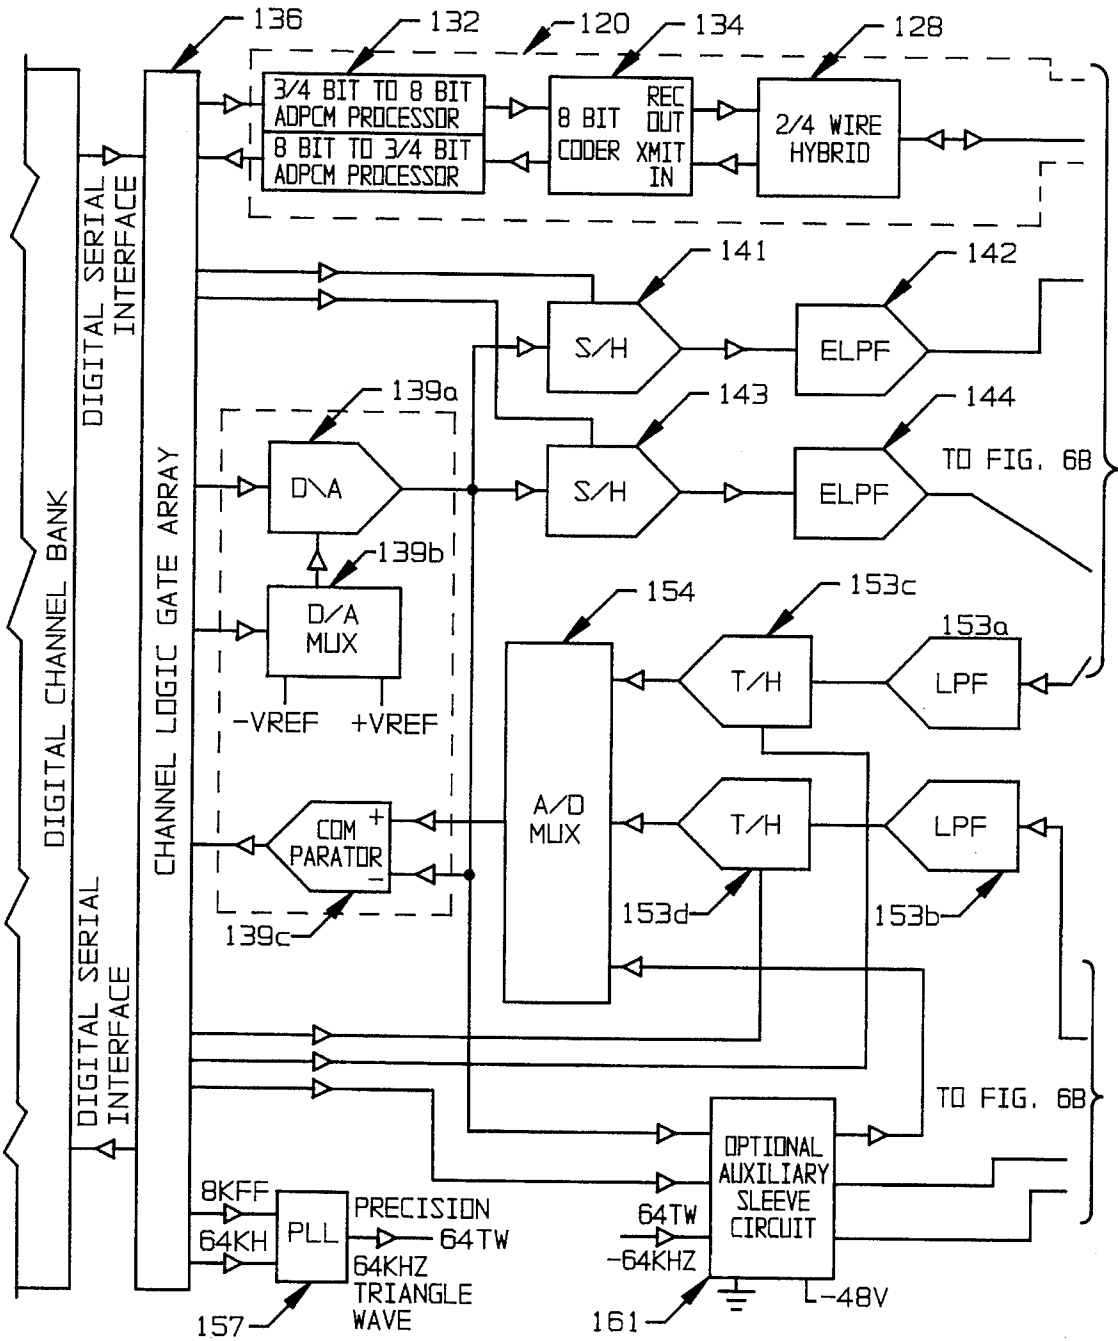 136
132
120
134
128
3/4 BIT TO 8 BIT
ADPCM PROCESSOR
8 BIT TO 3/4 BIT
ADPCM PROCESSOR
8 BIT
CODER
REC
OUT
XMIT
IN
2/4 WIRE
HYBRID
DIGITAL SERIAL
INTERFACE
141
142
S/H
ELPF
139a
143
144
D\A
S/H
ELPF
TO FIG. 6B
DIGITAL CHANNEL BANK
CHANNEL LOGIC GATE ARRAY
139b
D/A
MUX
-VREF
+VREF
154
153c
153a
T/H
LPF
A/D
MUX
COM
PARATOR
+
-
139c
T/H
LPF
153d
153b
DIGITAL SERIAL
INTERFACE
TO FIG. 6B
OPTIONAL
AUXILIARY
SLEEVE
CIRCUIT
8KFF
64KH
PLL
PRECISION
64TW
64KHZ
TRIANGLE
WAVE
64TW
-64KHZ
-48V
157
161